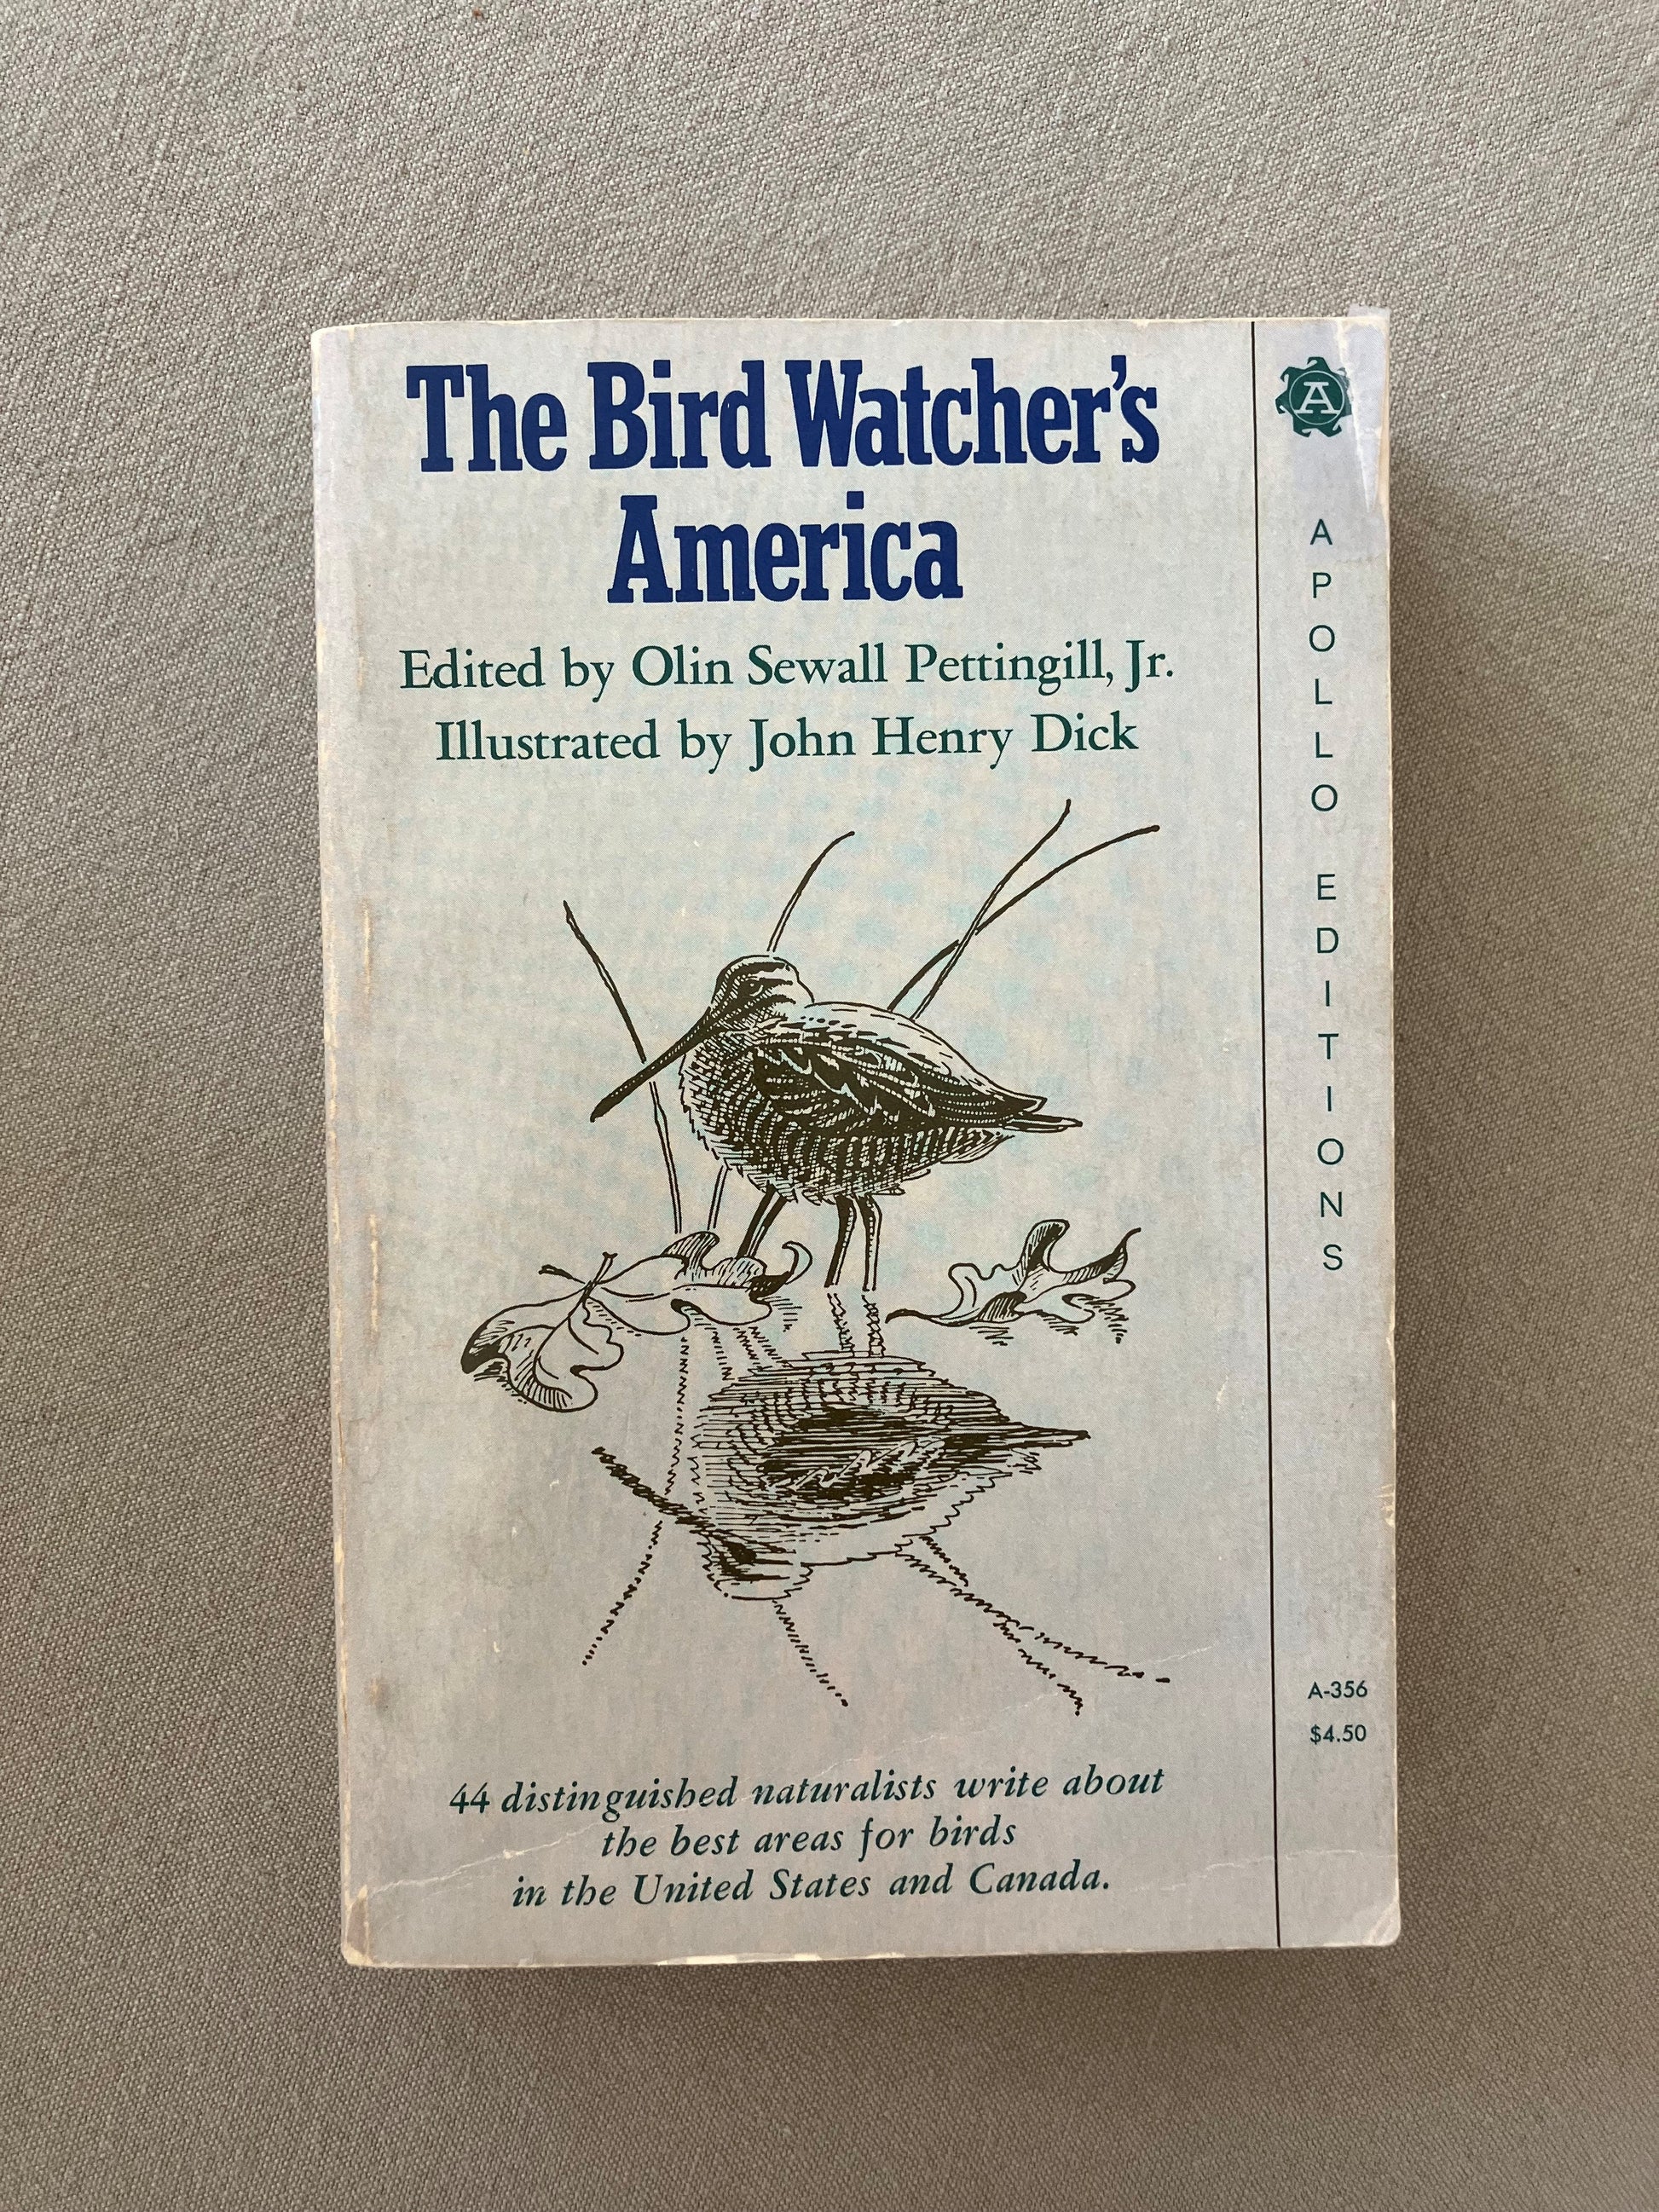 The Bird Watcher's
America
Edited by Olin Sewall Pettingill, Jr.
Illustrated by John Henry Dick
44 distinguished naturalists write about
the best areas for birds
in the United States and Canada.
A
APOLLO EDITIONS
A-356
$4.50